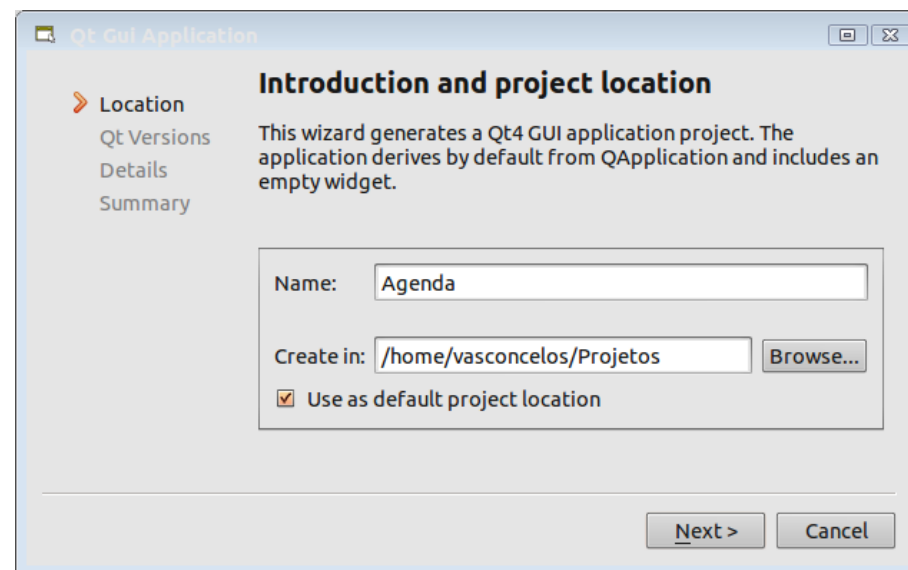 Qt Gui Application
Location
Qt Versions
Details
Summary
Introduction and project location
This wizard generates a Qt4 GUI application project. The
application derives by default from QApplication and includes an
empty widget.
Name: Agenda
Create in: /home/vasconcelos/Projetos Browse...
Use as default project location
Next > Cancel